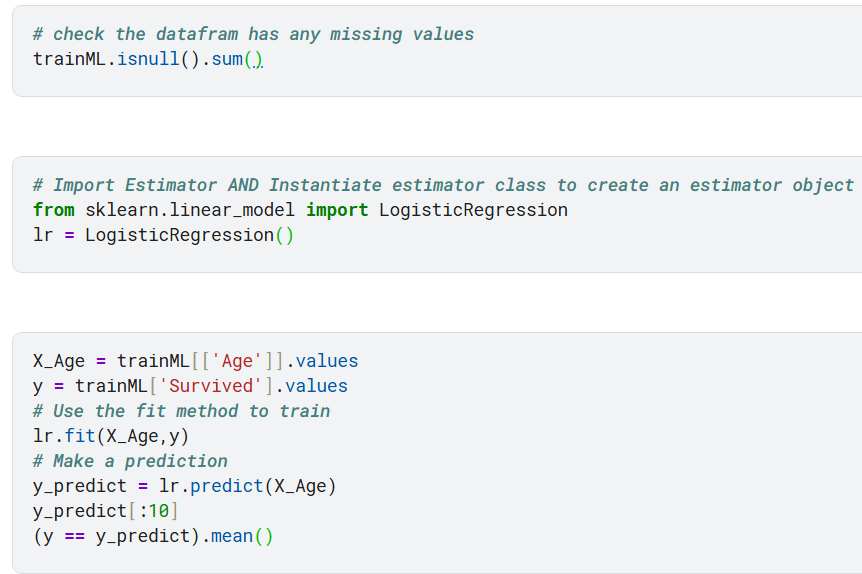 # check the datafram has any missing values
trainML.isnull().sum()
# Import Estimator AND Instantiate estimator class to create an estimator object
from sklearn.linear_model import LogisticRegression
lr = LogisticRegression()
X_Age = trainML[['Age']].values
y = trainML['Survived'].values
# Use the fit method to train
lr.fit(X_Age,y)
# Make a prediction
y_predict = lr.predict(X_Age)
y_predict[:10]
(y == y_predict).mean()